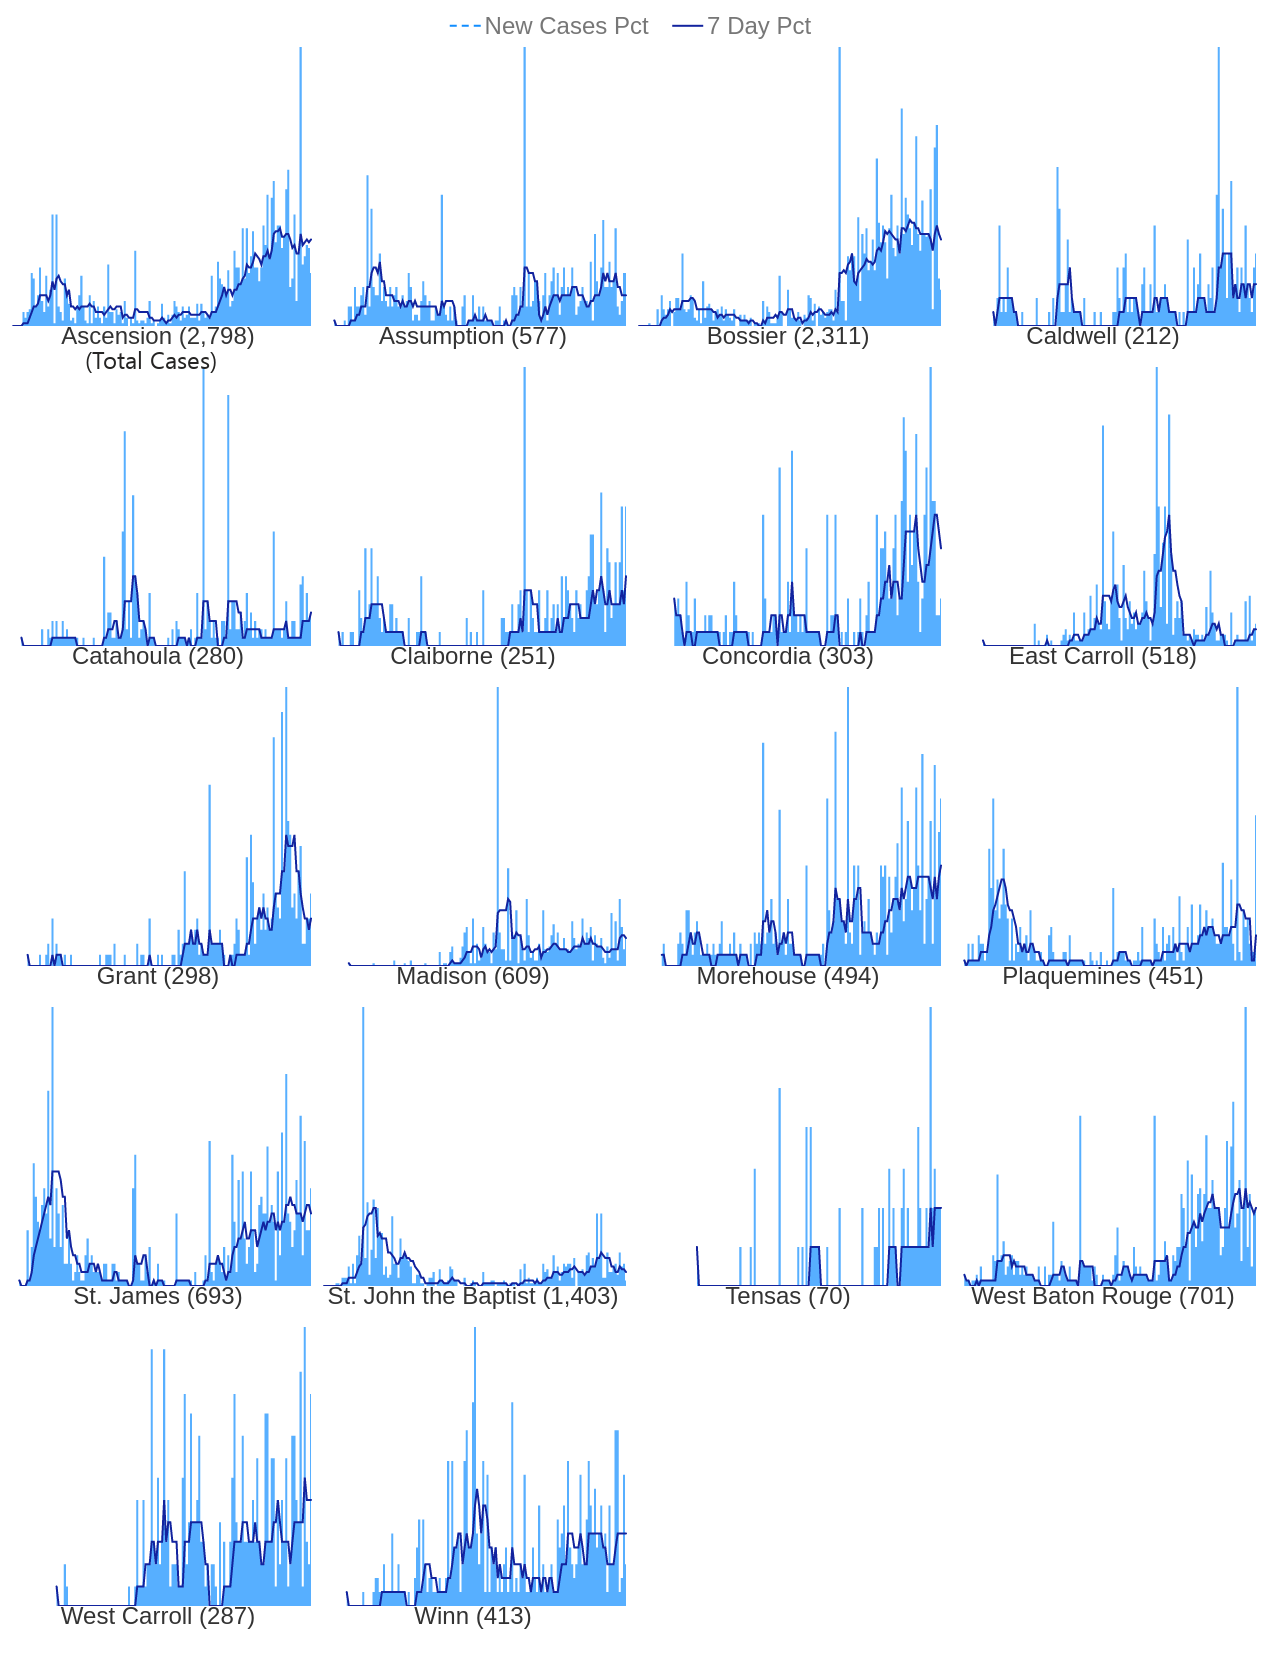 New Cases Pct 7 Day Pct
Ascension (2,798) Assumption (577) Bossier (2,311) Caldwell (212)
(Total Cases)
Catahoula (280) Claiborne (251) Concordia (303) East Carroll (518)
Grant (298) Madison (609) Morehouse (494) Plaquemines (451)
St. James (693) St. John the Baptist (1,403) Tensas (70) West Baton Rouge (701)
West Carroll (287) Winn (413)